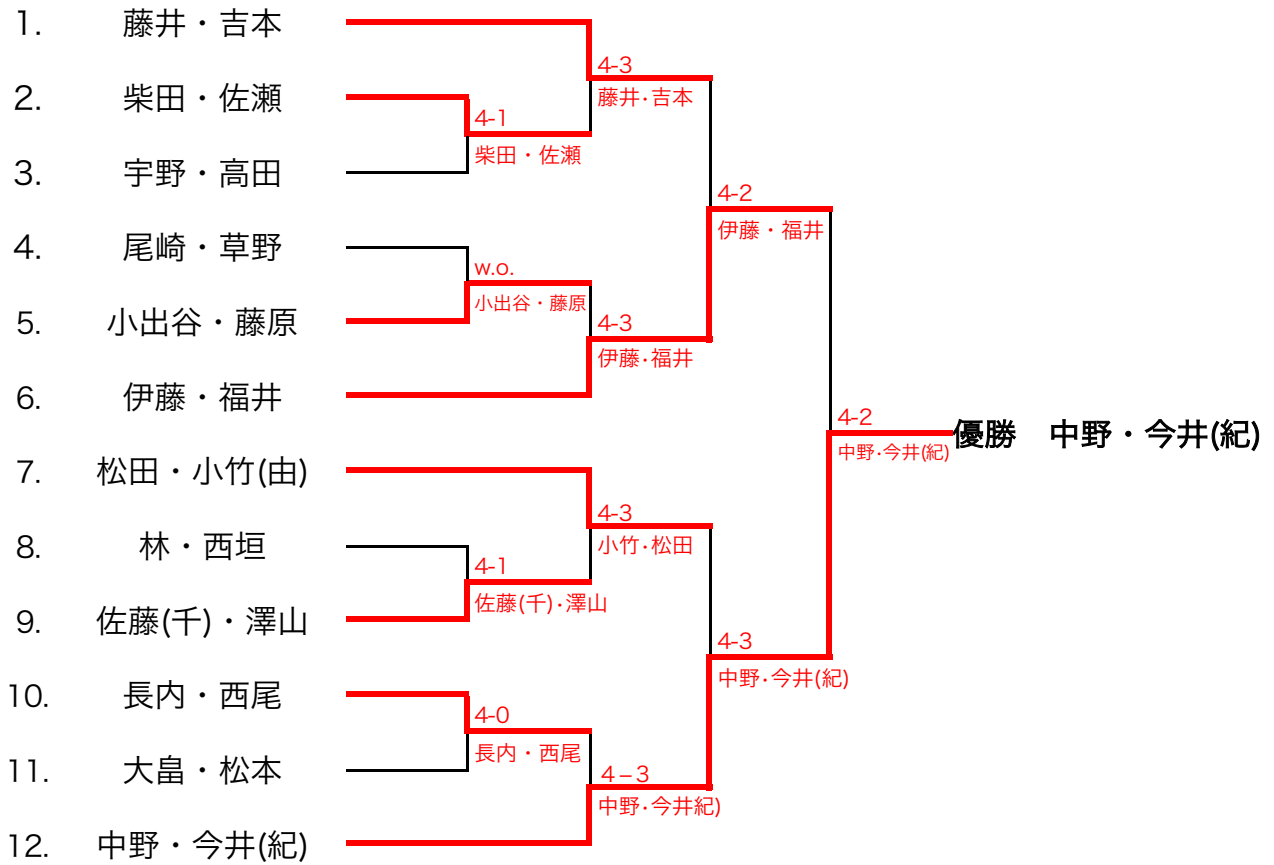 1. 藤井・吉本
4-3
藤井・吉本
2. 柴田・佐瀬
4-1
柴田・佐瀬
3. 宇野・高田
4-2
伊藤・福井
4. 尾崎・草野
w.o.
小出谷・藤原
5. 小出谷・藤原
4-3
伊藤・福井
6. 伊藤・福井
4-2
中野・今井(紀)
優勝 中野・今井(紀)
7. 松田・小竹(由)
4-3
小竹・松田
8. 林・西垣
4-1
佐藤(千)・澤山
9. 佐藤(千)・澤山
4-3
中野・今井(紀)
10. 長内・西尾
4-0
長内・西尾
11. 大畠・松本
4−3
中野・今井紀)
12. 中野・今井(紀)